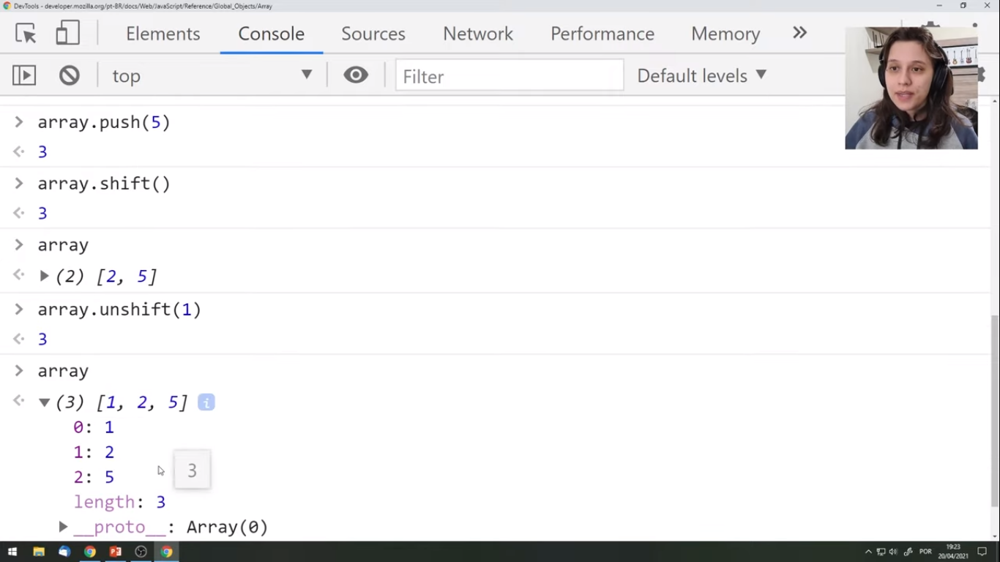 DevTools - developer.mozilla.org/pt-BR/docs/Web/JavaScript/Reference/Global_Objects/Array
Elements Console Sources Network Performance Memory »
top Filter Default levels ▼
> array.push(5)
< 3
> array.shift()
< 3
> array
< ▶ (2) [2, 5]
> array.unshift(1)
< 3
> array
< ▼ (3) [1, 2, 5] i
0: 1
1: 2
2: 5
3
length: 3
▶ __proto__: Array(0)
POR
19:23
20/04/2021